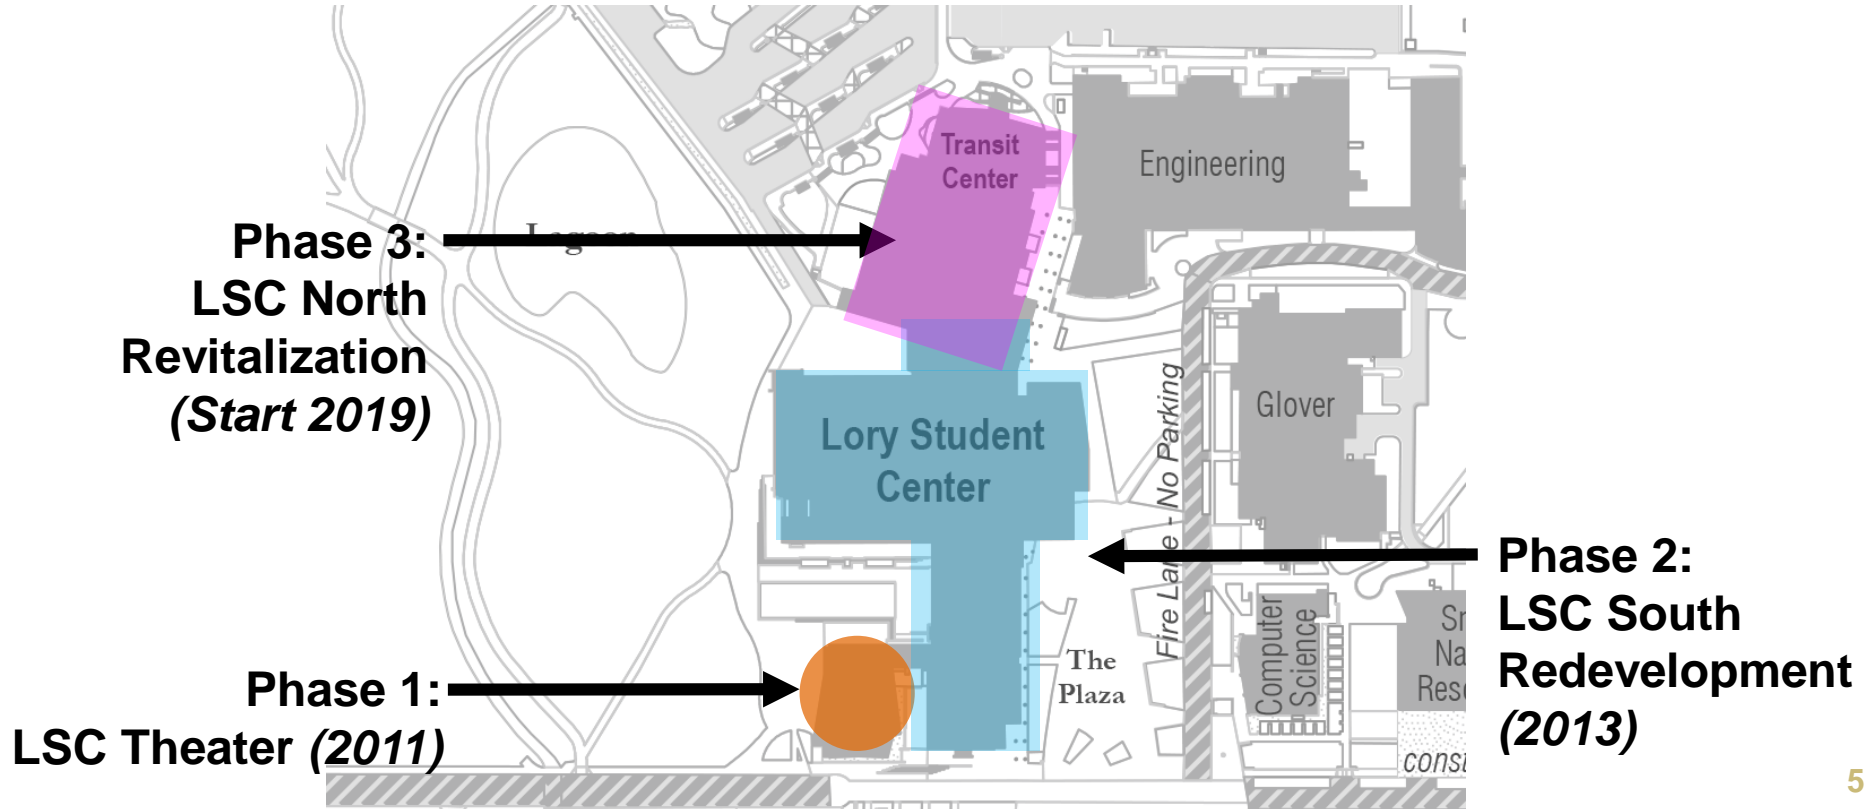 Transit
Center
Engineering
Phase 3:
LSC North
Revitalization
(Start 2019)
Lagoon
Glover
Lory Student
Center
Fire Lane - No Parking
Phase 2:
LSC South
Redevelopment
(2013)
Computer
Science
The
Plaza
Phase 1:
LSC Theater (2011)
5